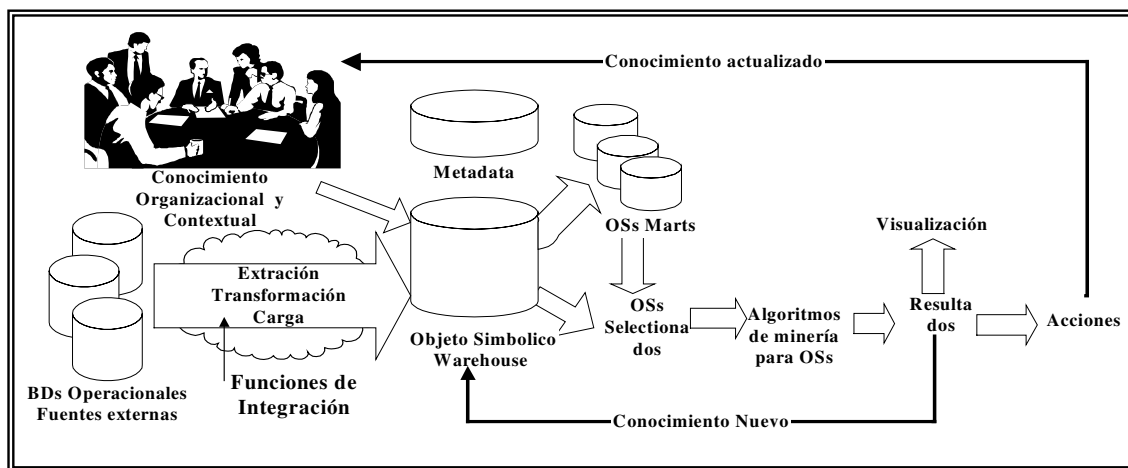 Conocimiento actualizado
Metadata
Conocimiento
Organizacional y
Contextual
OSs Marts
Visualización
Extración
Transformación
Carga
OSs
Selectiona
dos
Algoritmos
de minería
para OSs
Resulta
dos
Acciones
Objeto Simbolico
Warehouse
BDs Operacionales
Fuentes externas
Funciones de
Integración
Conocimiento Nuevo